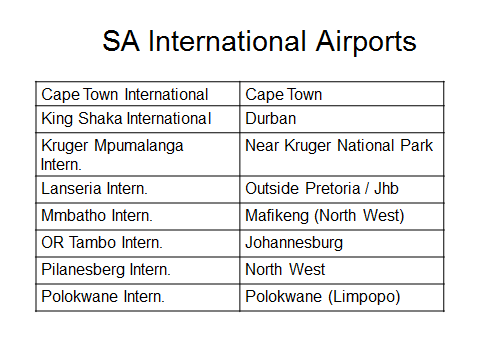 SA International Airports
Cape Town International Cape Town
King Shaka International Durban
Kruger Mpumalanga Near Kruger National Park
Intern.
Lanseria Intern. Outside Pretoria / Jhb
Mmbatho Intern. Mafikeng (North West)
OR Tambo Intern. Johannesburg
Pilanesberg Intern. North West
Polokwane Intern. Polokwane (Limpopo)